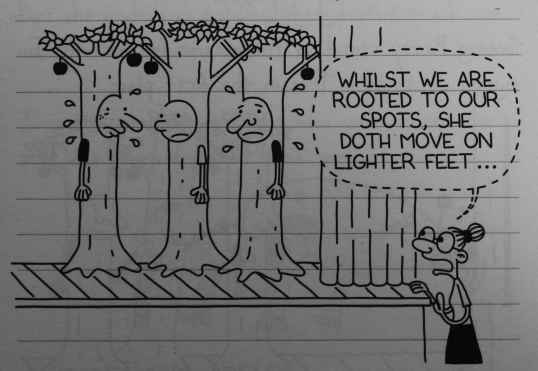 WHILST WE ARE
ROOTED TO OUR
SPOTS, SHE
DOTH MOVE ON
LIGHTER FEET ...